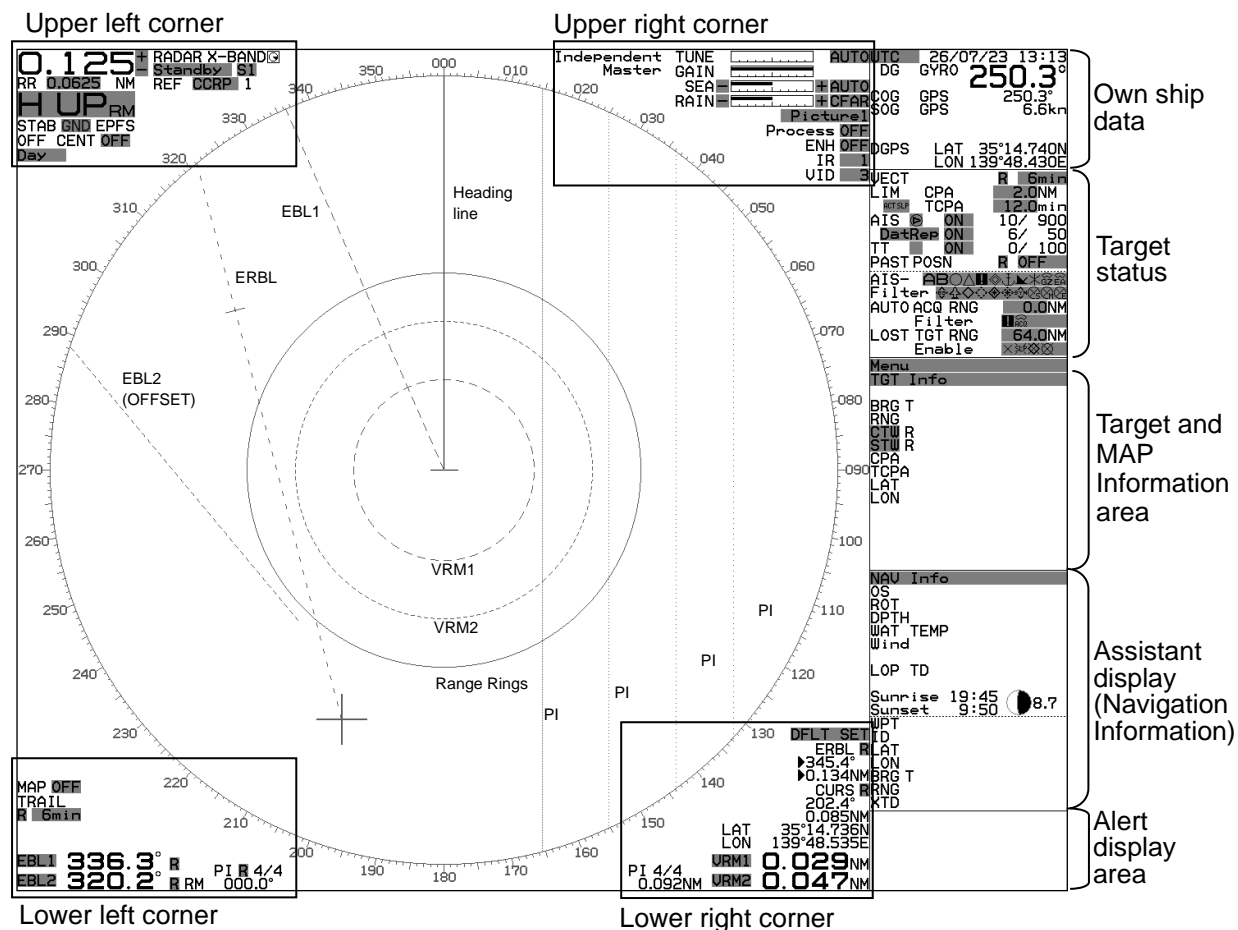 Upper left corner
Upper right corner
0.125 + - RADAR X-BAND
Standby S1
RR 0.0625 NM REF CCRP 1
H UP RM
STAB GND EPFS
OFF CENT OFF
Day
Independent TUNE AUTO
Master GAIN
SEA - + AUTO
RAIN - + CFAR
Picture1
Process OFF
ENH OFF
IR 1
VID 3
UTC 26/07/23 13:13
DG GYRO 250.3°
COG GPS 250.3°
SOG GPS 6.6kn
DGPS LAT 35°14.740N
LON 139°48.430E
Own ship
data
VECT R 6min
LIM CPA 2.0NM
ACT SLP TCPA 12.0min
AIS ON 10/ 900
DatRep ON 6/ 50
TT ON 0/ 100
PAST POSN R OFF
AIS- AB
Filter
AUTO ACQ RNG 0.0NM
Filter
LOST TGT RNG 64.0NM
Enable
Target
status
Menu
TGT Info
BRG T
RNG
CTW R
STW R
CPA
TCPA
LAT
LON
Target and
MAP
Information
area
NAV Info
OS
ROT
DPTH
WAT TEMP
Wind
LOP TD
Sunrise 19:45
Sunset 9:50
8.7
WPT
ID
LAT
LON
BRG T
RNG
XTD
Assistant
display
(Navigation
Information)
Alert
display
area
000
010
020
030
040
050
060
070
080
090
100
110
120
130
140
150
160
170
180
190
200
210
220
230
240
250
260
270
280
290
300
310
320
330
340
350
Heading
line
EBL1
ERBL
EBL2
(OFFSET)
VRM1
VRM2
Range Rings
PI
PI
PI
PI
MAP OFF
TRAIL
R 6min
EBL1 336.3° R
EBL2 320.2° R RM
PI R 4/4
000.0°
Lower left corner
DFLT SET
ERBL R
345.4°
0.134NM
CURS R
202.4°
0.085NM
LAT 35°14.736N
LON 139°48.535E
PI 4/4
0.092NM
VRM1 0.029NM
VRM2 0.047NM
Lower right corner